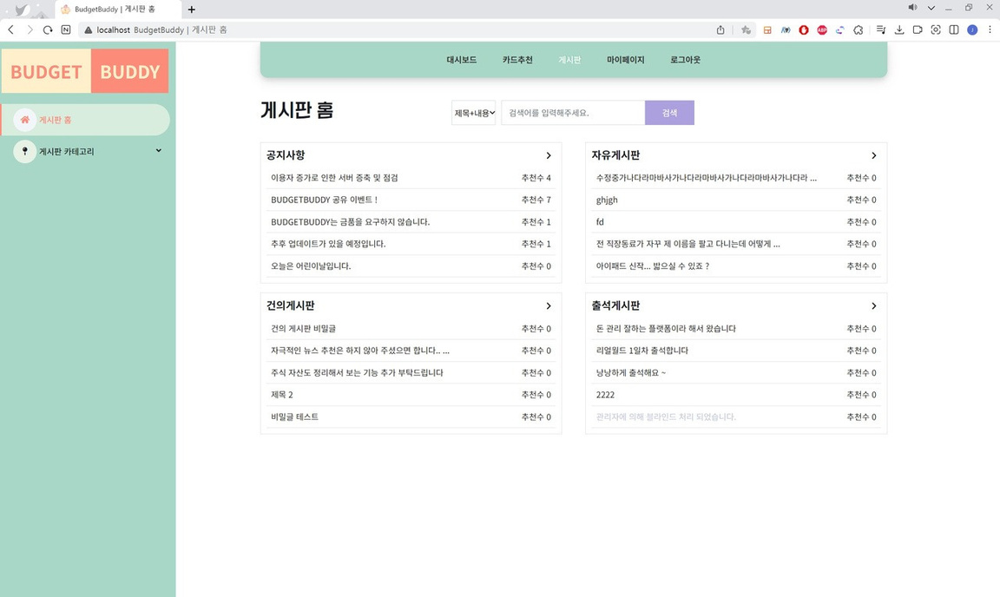 BudgetBuddy | 게시판 홈
localhost BudgetBuddy | 게시판 홈
BUDGET BUDDY
게시판 홈
게시판 카테고리
대시보드 카드추천 게시판 마이페이지 로그아웃
게시판 홈
제목+내용 검색어를 입력해주세요. 검색
공지사항
이용자 증가로 인한 서버 증축 및 점검 추천수 4
BUDGETBUDDY 공유 이벤트 ! 추천수 7
BUDGETBUDDY는 금품을 요구하지 않습니다. 추천수 1
추후 업데이트가 있을 예정입니다. 추천수 1
오늘은 어린이날입니다. 추천수 0
자유게시판
수정중가나다라마바사가나다라마바사가나다라마바사가나다라 ... 추천수 0
ghjgh 추천수 0
fd 추천수 0
전 직장동료가 자꾸 제 이름을 팔고 다니는데 어떻게 ... 추천수 0
아이패드 신작... 밟으실 수 있죠 ? 추천수 0
건의게시판
건의 게시판 비밀글 추천수 0
자극적인 뉴스 추천은 하지 않아 주셨으면 합니다.. ... 추천수 0
주식 자산도 정리해서 보는 기능 추가 부탁드립니다 추천수 0
제목 2 추천수 0
비밀글 테스트 추천수 0
출석게시판
돈 관리 잘하는 플랫폼이라 해서 왔습니다 추천수 0
리얼월드 1일차 출석합니다 추천수 0
낭낭하게 출석해요 ~ 추천수 0
2222 추천수 0
관리자에 의해 블라인드 처리 되었습니다. 추천수 0